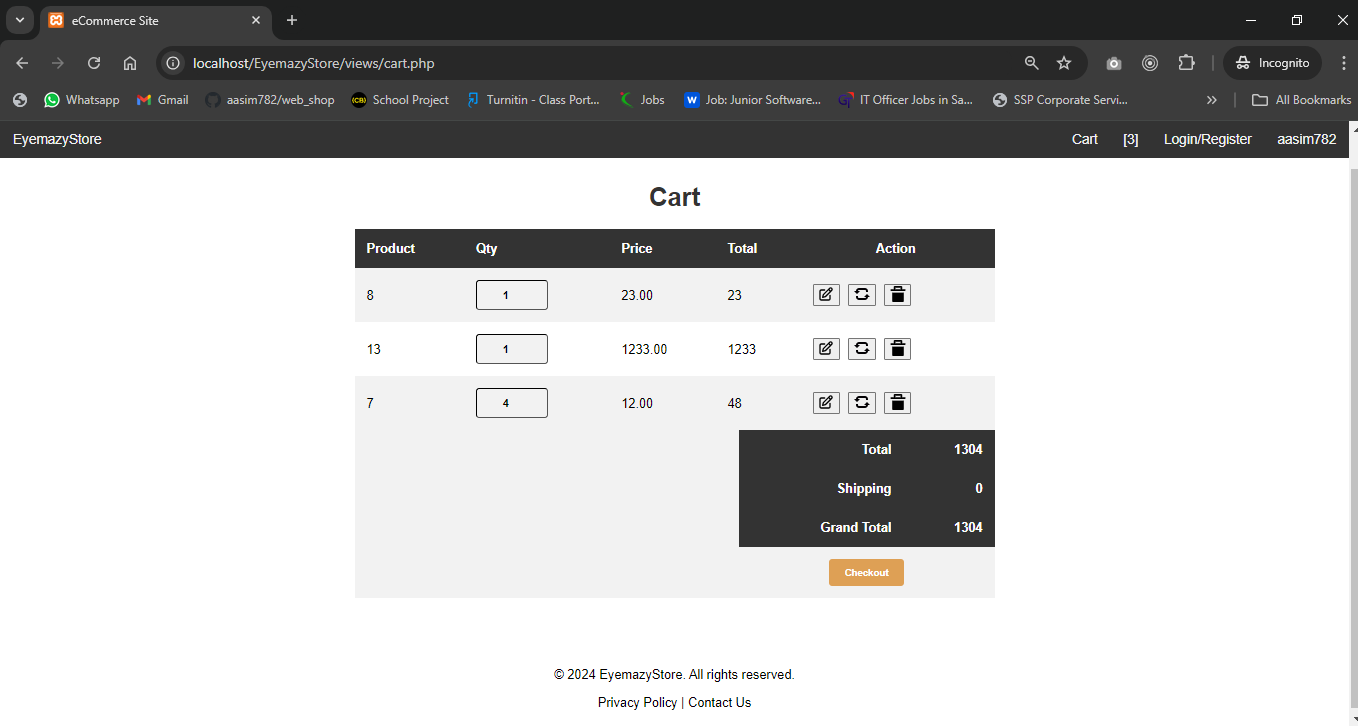 eCommerce Site
localhost/EyemazyStore/views/cart.php
Incognito
Whatsapp Gmail aasim782/web_shop School Project Turnitin - Class Port... Jobs Job: Junior Software... IT Officer Jobs in Sa... SSP Corporate Servi... All Bookmarks
EyemazyStore Cart [3] Login/Register aasim782
Cart
Product Qty Price Total Action
8 1 23.00 23
13 1 1233.00 1233
7 4 12.00 48
Total 1304
Shipping 0
Grand Total 1304
Checkout
© 2024 EyemazyStore. All rights reserved.
Privacy Policy | Contact Us